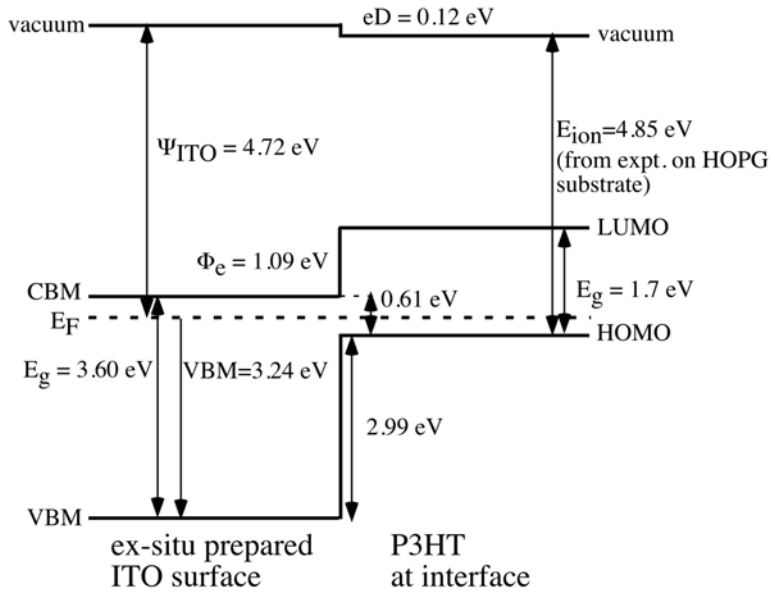 vacuum
eD = 0.12 eV
vacuum
Ψ_ITO = 4.72 eV
E_ion=4.85 eV
(from expt. on HOPG
substrate)
LUMO
Φ_e = 1.09 eV
CBM
0.61 eV
E_g = 1.7 eV
E_F
HOMO
E_g = 3.60 eV
VBM=3.24 eV
2.99 eV
VBM
ex-situ prepared
ITO surface
P3HT
at interface